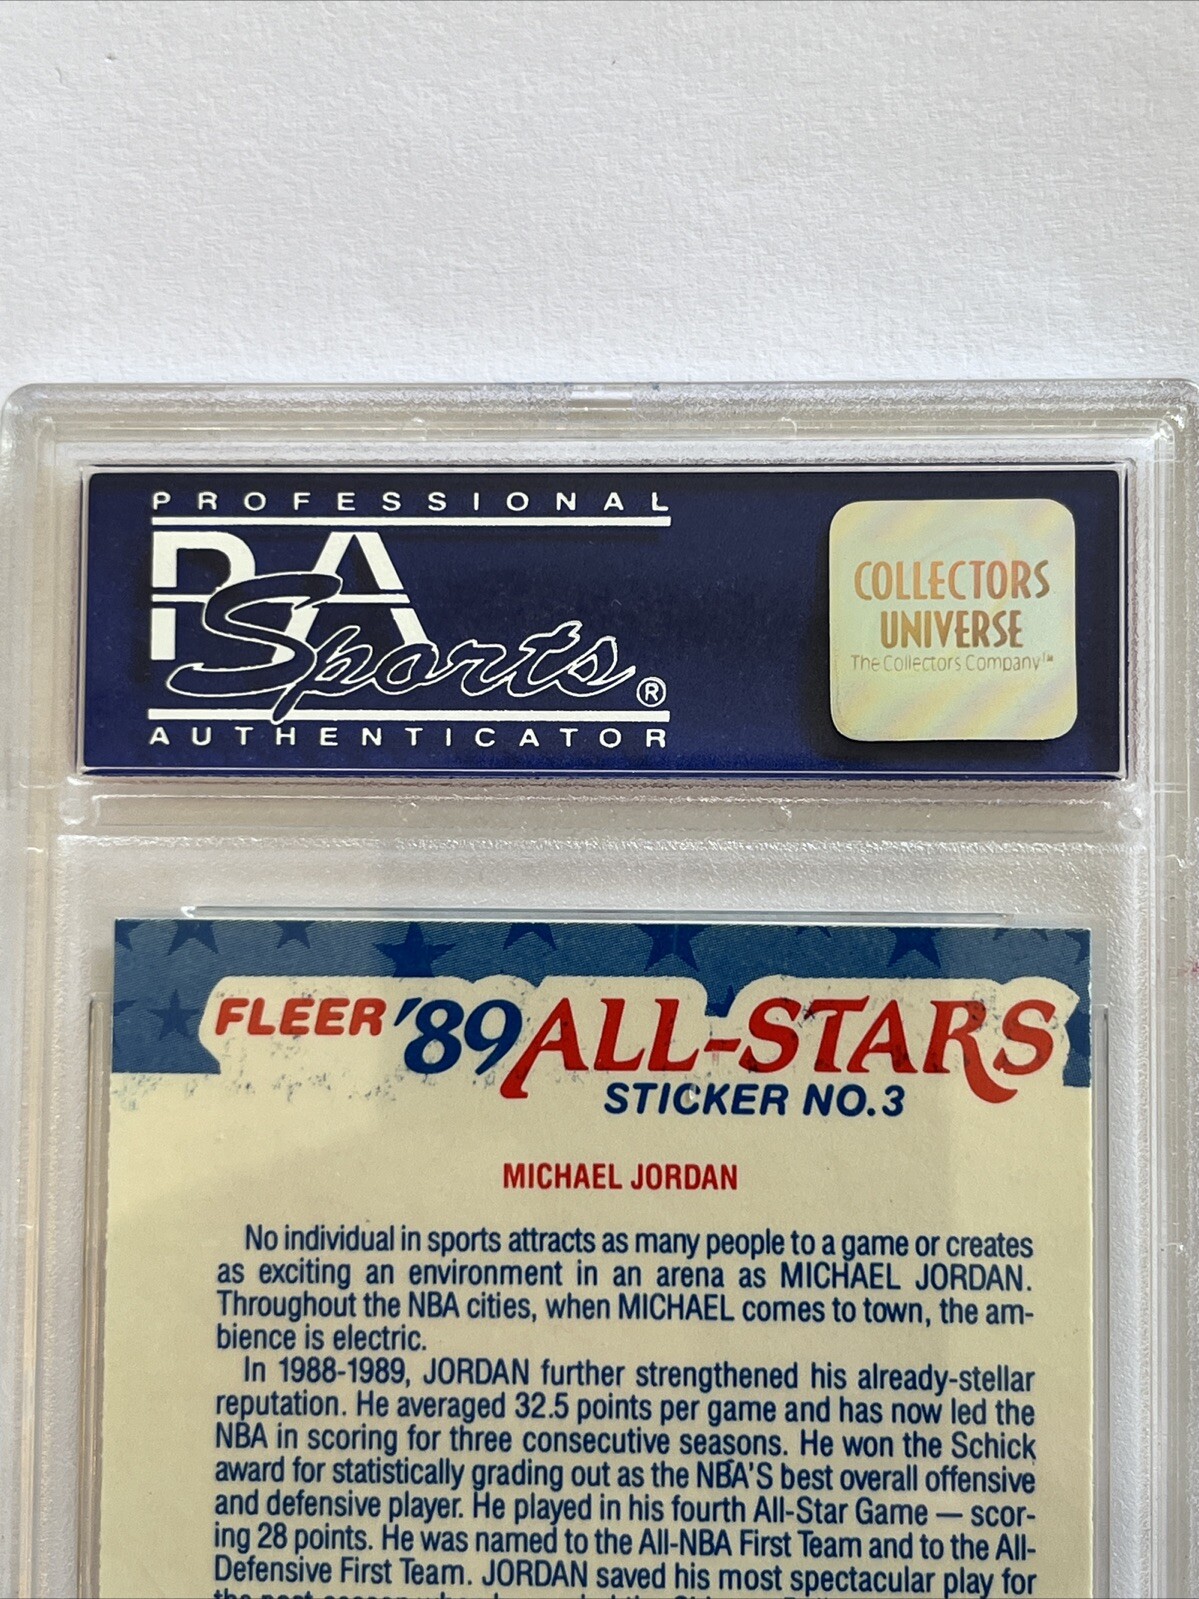 PROFESSIONAL
PSA
Sports®
AUTHENTICATOR
COLLECTORS
UNIVERSE
The Collectors Company™
FLEER '89 ALL-STARS
STICKER NO.3
MICHAEL JORDAN
No individual in sports attracts as many people to a game or creates
as exciting an environment in an arena as MICHAEL JORDAN.
Throughout the NBA cities, when MICHAEL comes to town, the am-
bience is electric.
In 1988-1989, JORDAN further strengthened his already-stellar
reputation. He averaged 32.5 points per game and has now led the
NBA in scoring for three consecutive seasons. He won the Schick
award for statistically grading out as the NBA'S best overall offensive
and defensive player. He played in his fourth All-Star Game — scor-
ing 28 points. He was named to the All-NBA First Team and to the All-
Defensive First Team. JORDAN saved his most spectacular play for